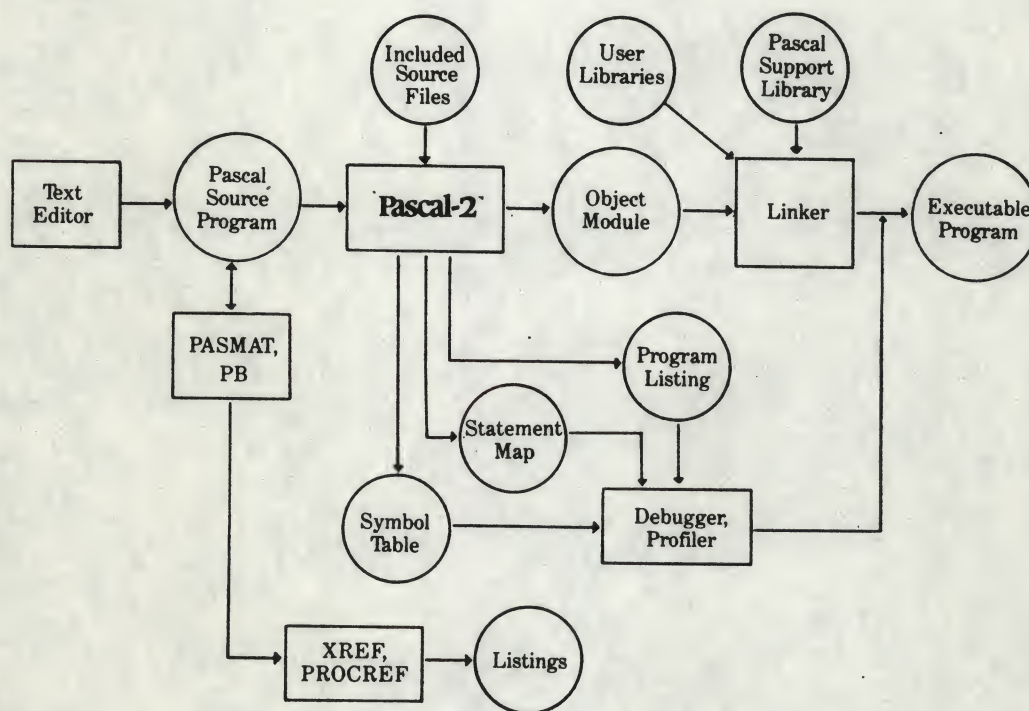 Included
Source
Files
User
Libraries
Pascal
Support
Library
Text
Editor
Pascal
Source
Program
Pascal-2™
Object
Module
Linker
Executable
Program
PASMAT,
PB
Program
Listing
Statement
Map
Symbol
Table
Debugger,
Profiler
XREF,
PROCREF
Listings